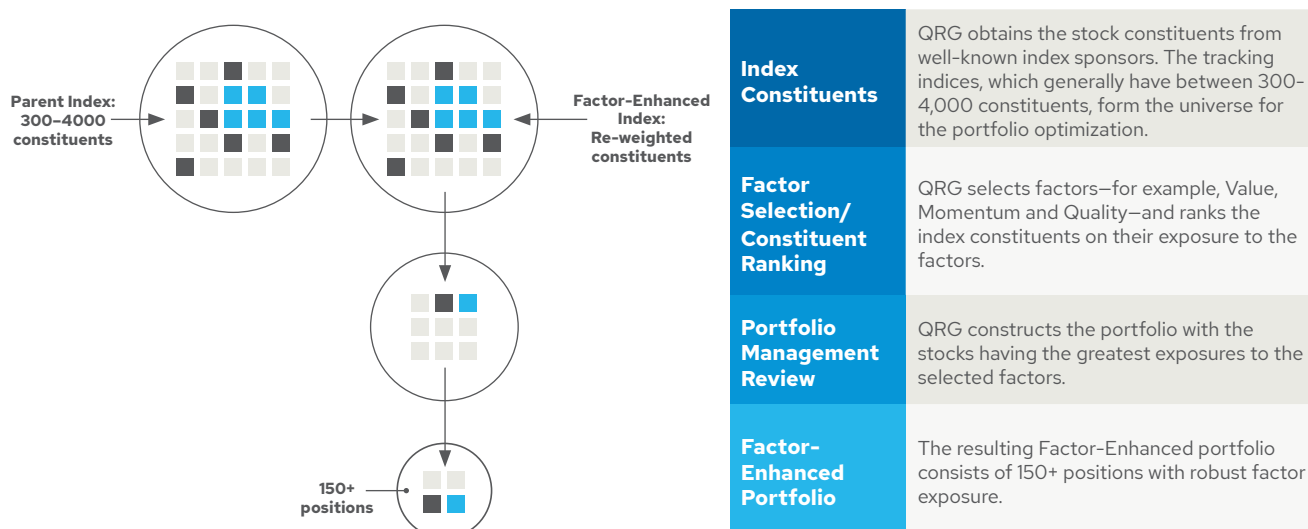 Parent Index:
300–4000
constituents
Factor-Enhanced
Index:
Re-weighted
constituents
150+
positions
Index
Constituents
QRG obtains the stock constituents from
well-known index sponsors. The tracking
indices, which generally have between 300-
4,000 constituents, form the universe for
the portfolio optimization.
Factor
Selection/
Constituent
Ranking
QRG selects factors—for example, Value,
Momentum and Quality—and ranks the
index constituents on their exposure to the
factors.
Portfolio
Management
Review
QRG constructs the portfolio with the
stocks having the greatest exposures to the
selected factors.
Factor-
Enhanced
Portfolio
The resulting Factor-Enhanced portfolio
consists of 150+ positions with robust factor
exposure.